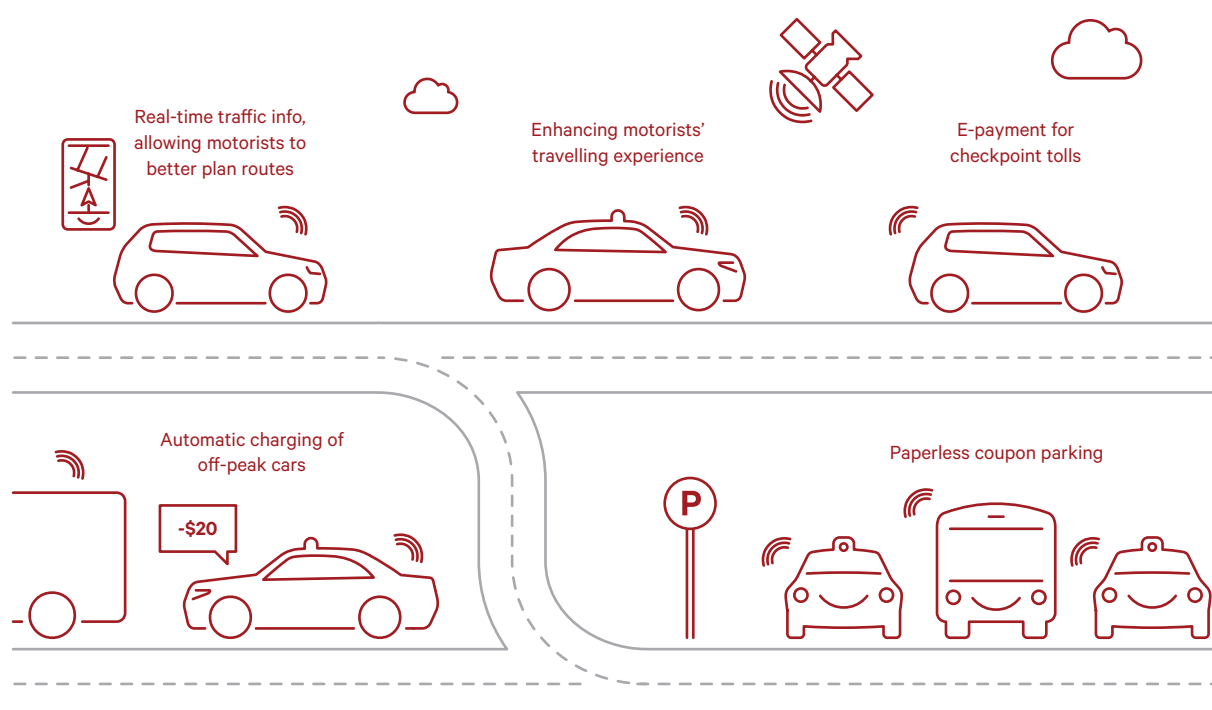 Real-time traffic info,
allowing motorists to
better plan routes
Enhancing motorists’
travelling experience
E-payment for
checkpoint tolls
Automatic charging of
off-peak cars
-$20
Paperless coupon parking
P